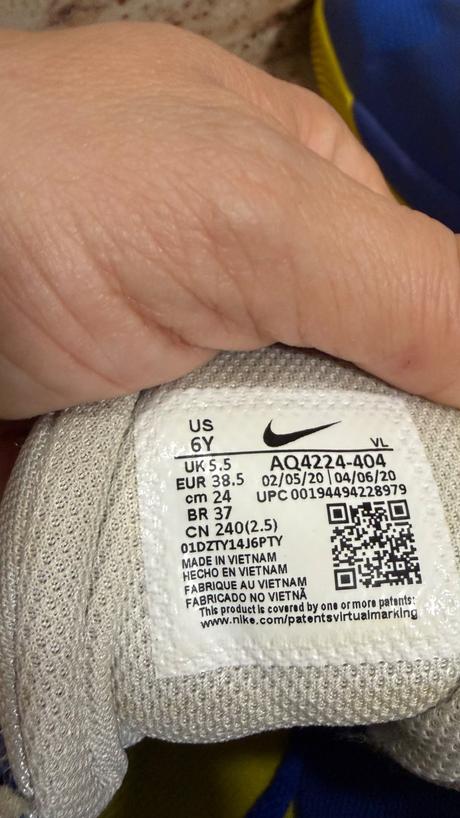 US
6Y
VL
UK 5.5
AQ4224-404
EUR 38.5
02/05/20 | 04/06/20
cm 24
UPC 00194494228979
BR 37
CN 240(2.5)
01DZTY14J6PTY
MADE IN VIETNAM
HECHO EN VIETNAM
FABRIQUE AU VIETNAM
FABRICADO NO VIETNÃ
This product is covered by one or more patents:
www.nike.com/patentsvirtualmarking